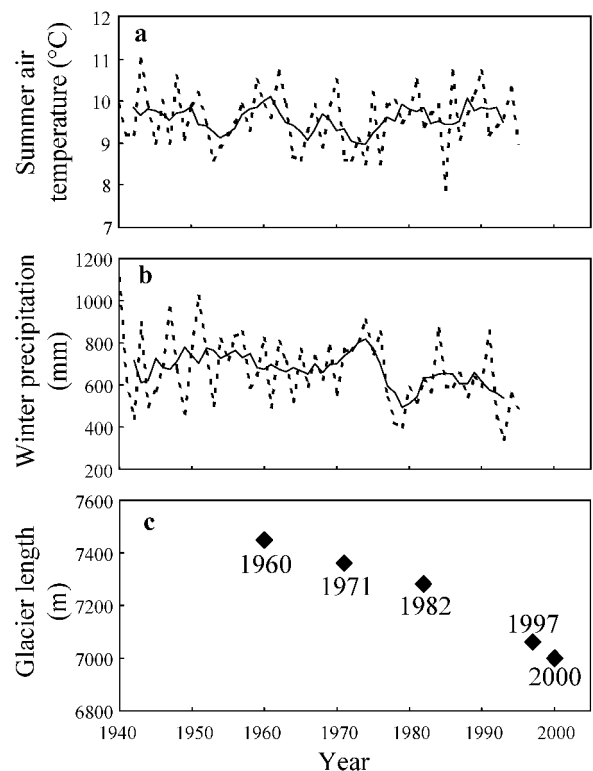 Summer air
temperature (°C)
12
11
10
9
8
7
a
Winter precipitation
(mm)
1200
1000
800
600
400
200
b
Glacier length
(m)
7600
7400
7200
7000
6800
c
1960
1971
1982
1997
2000
1940 1950 1960 1970 1980 1990 2000
Year